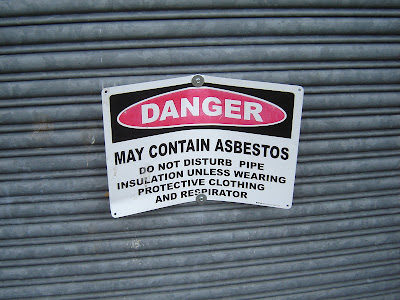 DANGER
MAY CONTAIN ASBESTOS
DO NOT DISTURB PIPE
INSULATION UNLESS WEARING
PROTECTIVE CLOTHING
AND RESPIRATOR